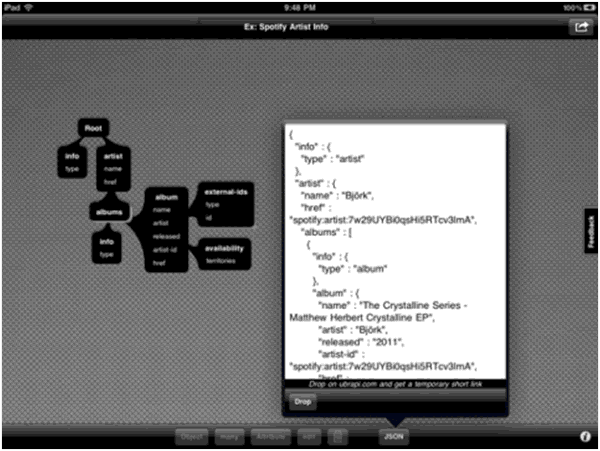 iPad
9:48 PM
100%
Ex: Spotify Artist Info
Root
info
type
artist
name
href
albums
info
type
album
name
artist
released
artist-id
href
external-ids
type
id
availability
territories
{
"info" : {
"type" : "artist"
},
"artist" : {
"name" : "Björk",
"href" :
"spotify:artist:7w29UYBi0qsHi5RTcv3lmA",
"albums" : [
{
"info" : {
"type" : "album"
},
"album" : {
"name" : "The Crystalline Series -
Matthew Herbert Crystalline EP",
"artist" : "Björk",
"released" : "2011",
"artist-id" :
"spotify:artist:7w29UYBi0qsHi5RTcv3lmA",
"href" :
Drop on ubrapi.com and get a temporary short link
Drop
Feedback
Object
many
Attribute
edit
JSON